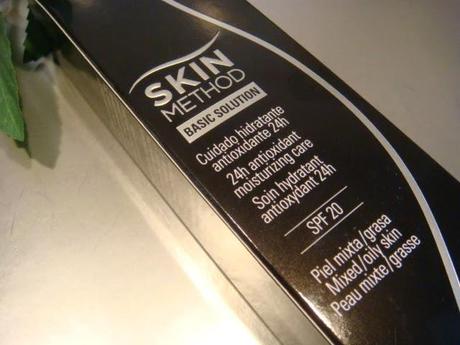 SKIN
METHOD
BASIC SOLUTION
Cuidado hidratante
antioxidante 24h
24h antioxidant
moisturizing care
Soin hydratant
antioxydant 24h
SPF 20
Piel mixta/grasa
Mixed/oily skin
Peau mixte/grasse